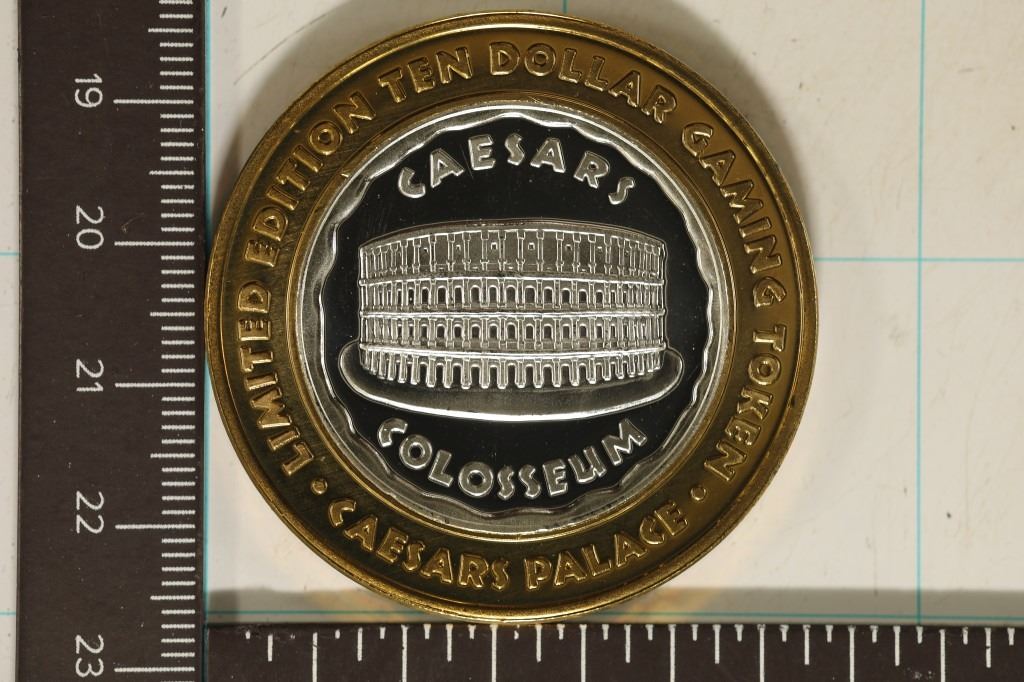 LIMITED EDITION TEN DOLLAR GAMING TOKEN
• CAESARS PALACE •
CAESARS
COLOSSEUM
19
20
21
22
23